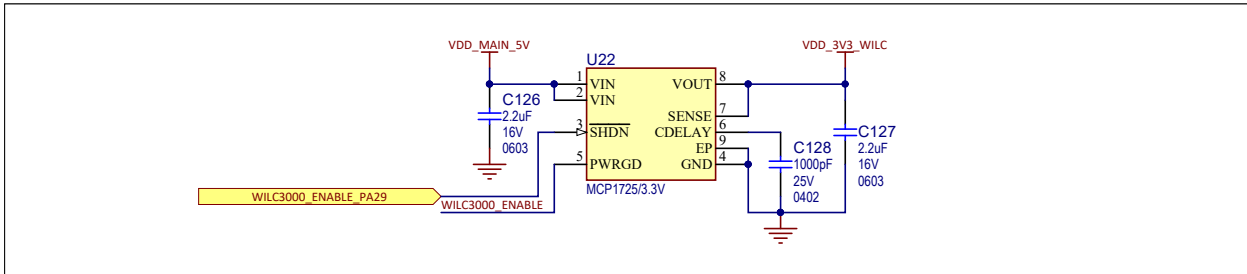 VDD_MAIN_5V
VDD_3V3_WILC
U22
1 VIN VOUT 8
2 VIN
SENSE 7
3 SHDN CDELAY 6
EP 9
5 PWRGD GND 4
MCP1725/3.3V
C126
2.2uF
16V
0603
C127
2.2uF
16V
0603
C128
1000pF
25V
0402
WILC3000_ENABLE_PA29
WILC3000_ENABLE